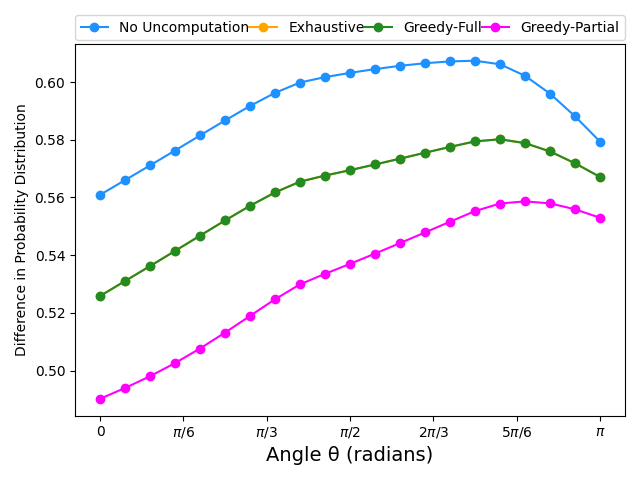 No Uncomputation Exhaustive Greedy-Full Greedy-Partial
Difference in Probability Distribution
0.60
0.58
0.56
0.54
0.52
0.50
0 π/6 π/3 π/2 2π/3 5π/6 π
Angle θ (radians)